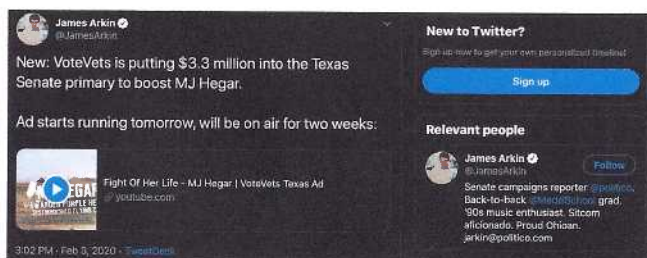 James Arkin
@JamesArkin
New: VoteVets is putting $3.3 million into the Texas
Senate primary to boost MJ Hegar.
Ad starts running tomorrow, will be on air for two weeks:
Fight Of Her Life - MJ Hegar | VoteVets Texas Ad
youtube.com
3:02 PM · Feb 3, 2020 · TweetDeck
New to Twitter?
Sign up now to get your own personalized timeline!
Sign up
Relevant people
James Arkin
@JamesArkin
Follow
Senate campaigns reporter @politico.
Back-to-back @MedillSchool grad.
'90s music enthusiast. Sitcom
aficionado. Proud Ohioan.
jarkin@politico.com